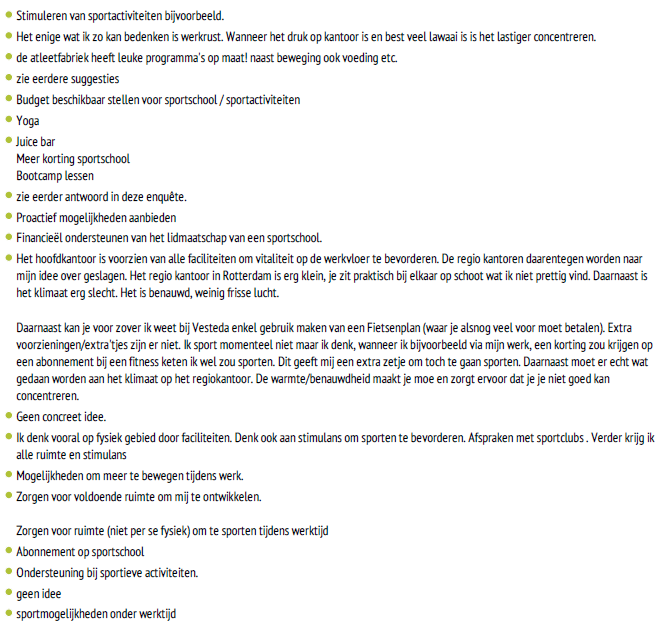 Stimuleren van sportactiviteiten bijvoorbeeld.
Het enige wat ik zo kan bedenken is werkrust. Wanneer het druk op kantoor is en best veel lawaai is is het lastiger concentreren.
de atleetfabriek heeft leuke programma's op maat! naast beweging ook voeding etc.
zie eerdere suggesties
Budget beschikbaar stellen voor sportschool / sportactiviteiten
Yoga
Juice bar
Meer korting sportschool
Bootcamp lessen
zie eerder antwoord in deze enquête.
Proactief mogelijkheden aanbieden
Financieël ondersteunen van het lidmaatschap van een sportschool.
Het hoofdkantoor is voorzien van alle faciliteiten om vitaliteit op de werkvloer te bevorderen. De regio kantoren daarentegen worden naar
mijn idee over geslagen. Het regio kantoor in Rotterdam is erg klein, je zit praktisch bij elkaar op schoot wat ik niet prettig vind. Daarnaast is
het klimaat erg slecht. Het is benauwd, weinig frisse lucht.
Daarnaast kan je voor zover ik weet bij Vesteda enkel gebruik maken van een Fietsenplan (waar je alsnog veel voor moet betalen). Extra
voorzieningen/extra'tjes zijn er niet. Ik sport momenteel niet maar ik denk, wanneer ik bijvoorbeeld via mijn werk, een korting zou krijgen op
een abonnement bij een fitness keten ik wel zou sporten. Dit geeft mij een extra zetje om toch te gaan sporten. Daarnaast moet er echt wat
gedaan worden aan het klimaat op het regiokantoor. De warmte/benauwdheid maakt je moe en zorgt ervoor dat je je niet goed kan
concentreren.
Geen concreet idee.
Ik denk vooral op fysiek gebied door faciliteiten. Denk ook aan stimulans om sporten te bevorderen. Afspraken met sportclubs . Verder krijg ik
alle ruimte en stimulans
Mogelijkheden om meer te bewegen tijdens werk.
Zorgen voor voldoende ruimte om mij te ontwikkelen.
Zorgen voor ruimte (niet per se fysiek) om te sporten tijdens werktijd
Abonnement op sportschool
Ondersteuning bij sportieve activiteiten.
geen idee
sportmogelijkheden onder werktijd